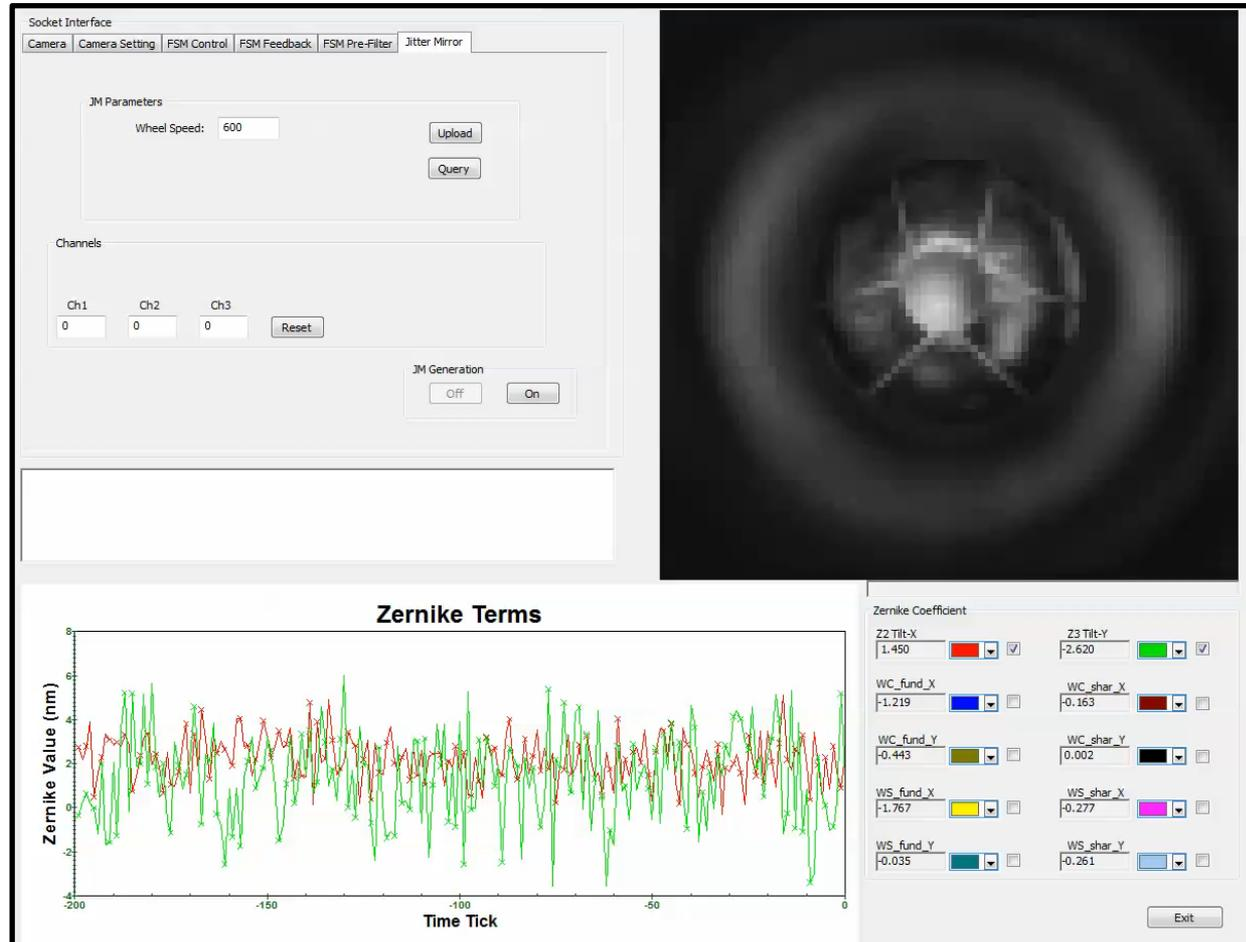 Socket Interface
Camera Camera Setting FSM Control FSM Feedback FSM Pre-Filter Jitter Mirror
JM Parameters
Wheel Speed: 600
Upload
Query
Channels
Ch1 Ch2 Ch3
0 0 0 Reset
JM Generation
Off On
Zernike Terms
Zernike Value (nm)
8
6
4
2
0
-2
-4
-200 -150 -100 -50 0
Time Tick
Zernike Coefficient
Z2 Tilt-X Z3 Tilt-Y
1.450 -2.620
WC_fund_X WC_shar_X
-1.219 -0.163
WC_fund_Y WC_shar_Y
-0.443 0.002
WS_fund_X WS_shar_X
-1.767 -0.277
WS_fund_Y WS_shar_Y
-0.035 -0.261
Exit